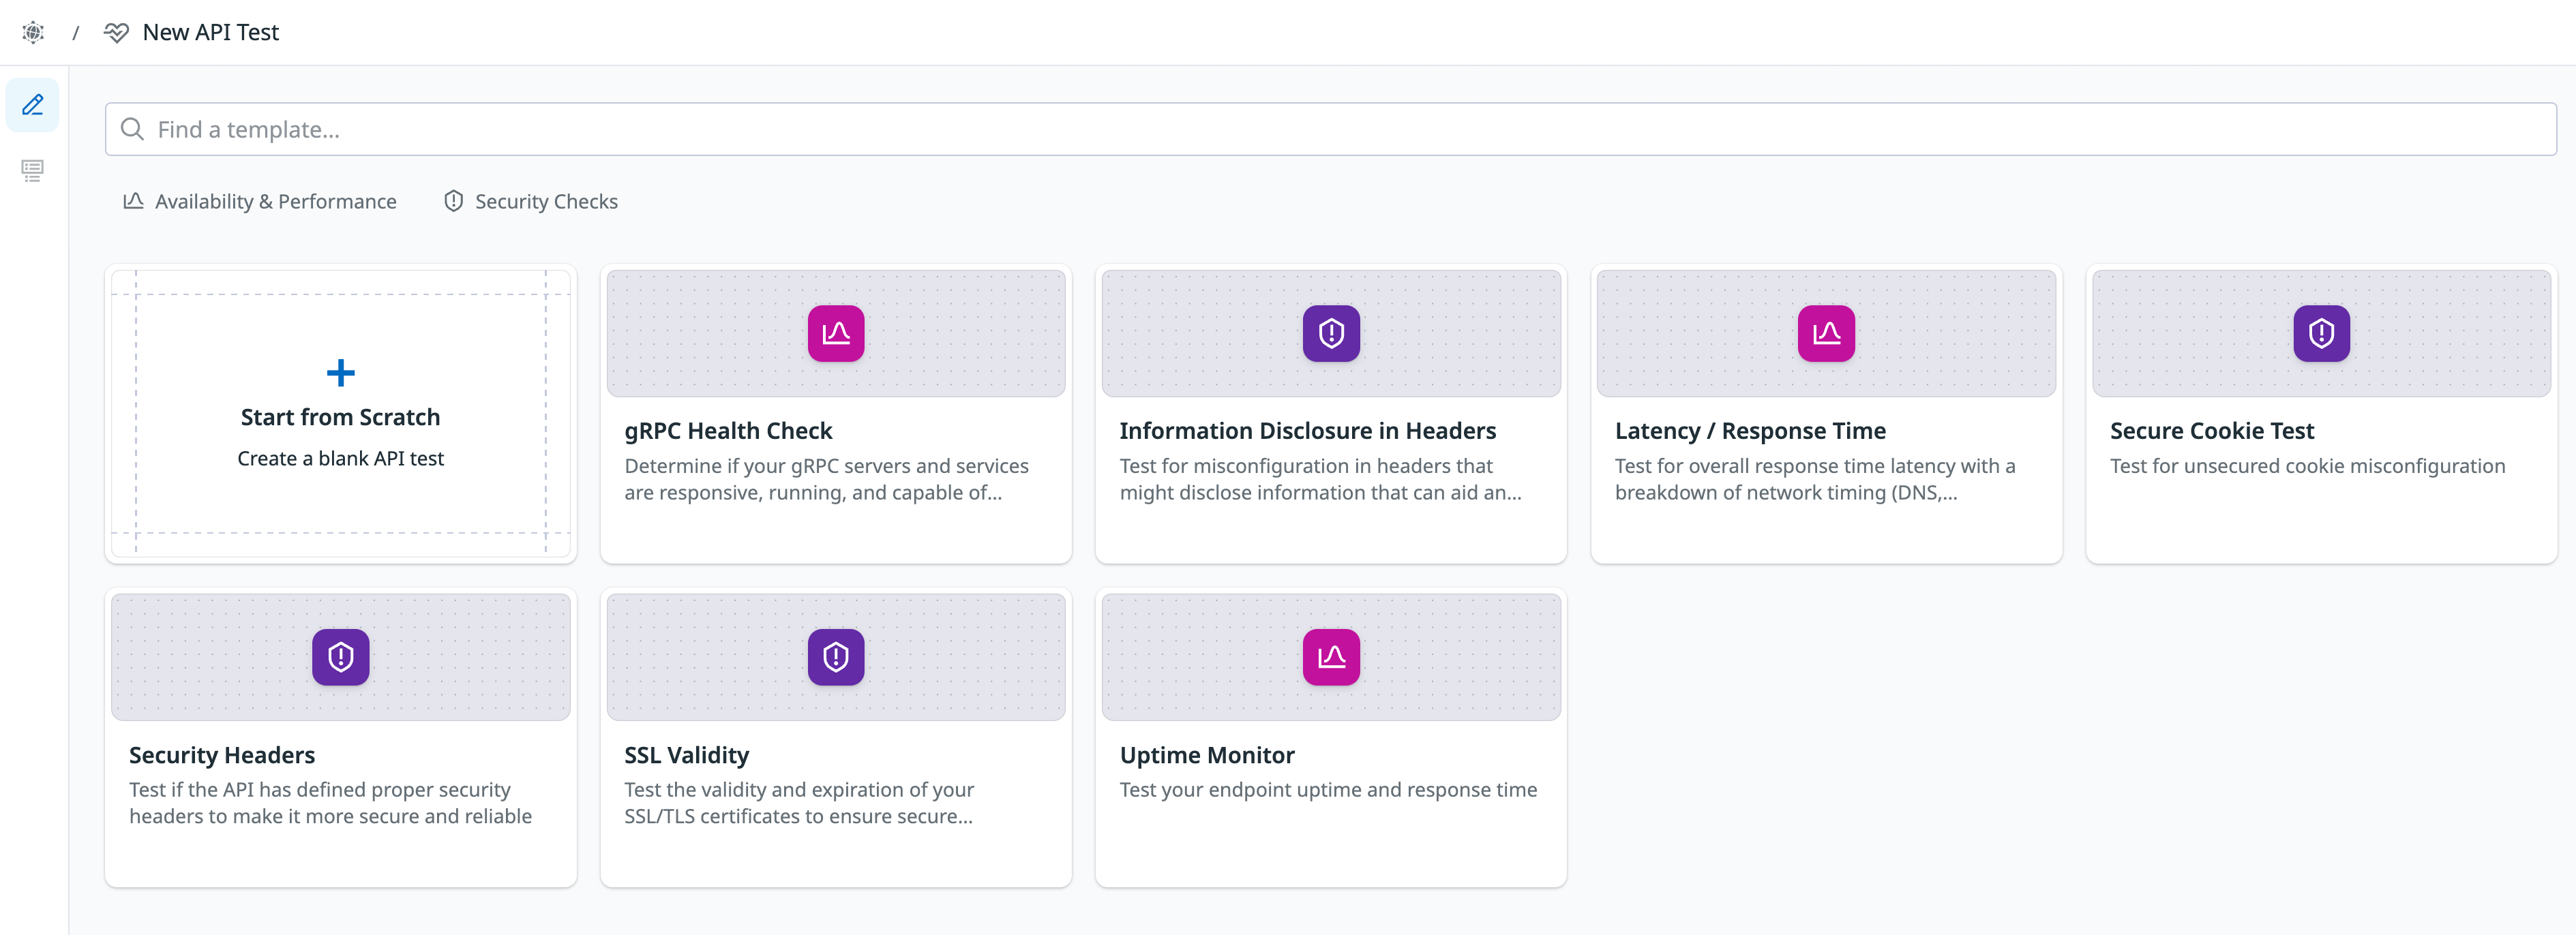 / New API Test
Find a template...
Availability & Performance
Security Checks
Start from Scratch
Create a blank API test
gRPC Health Check
Determine if your gRPC servers and services
are responsive, running, and capable of...
Information Disclosure in Headers
Test for misconfiguration in headers that
might disclose information that can aid an...
Latency / Response Time
Test for overall response time latency with a
breakdown of network timing (DNS,...
Secure Cookie Test
Test for unsecured cookie misconfiguration
Security Headers
Test if the API has defined proper security
headers to make it more secure and reliable
SSL Validity
Test the validity and expiration of your
SSL/TLS certificates to ensure secure...
Uptime Monitor
Test your endpoint uptime and response time